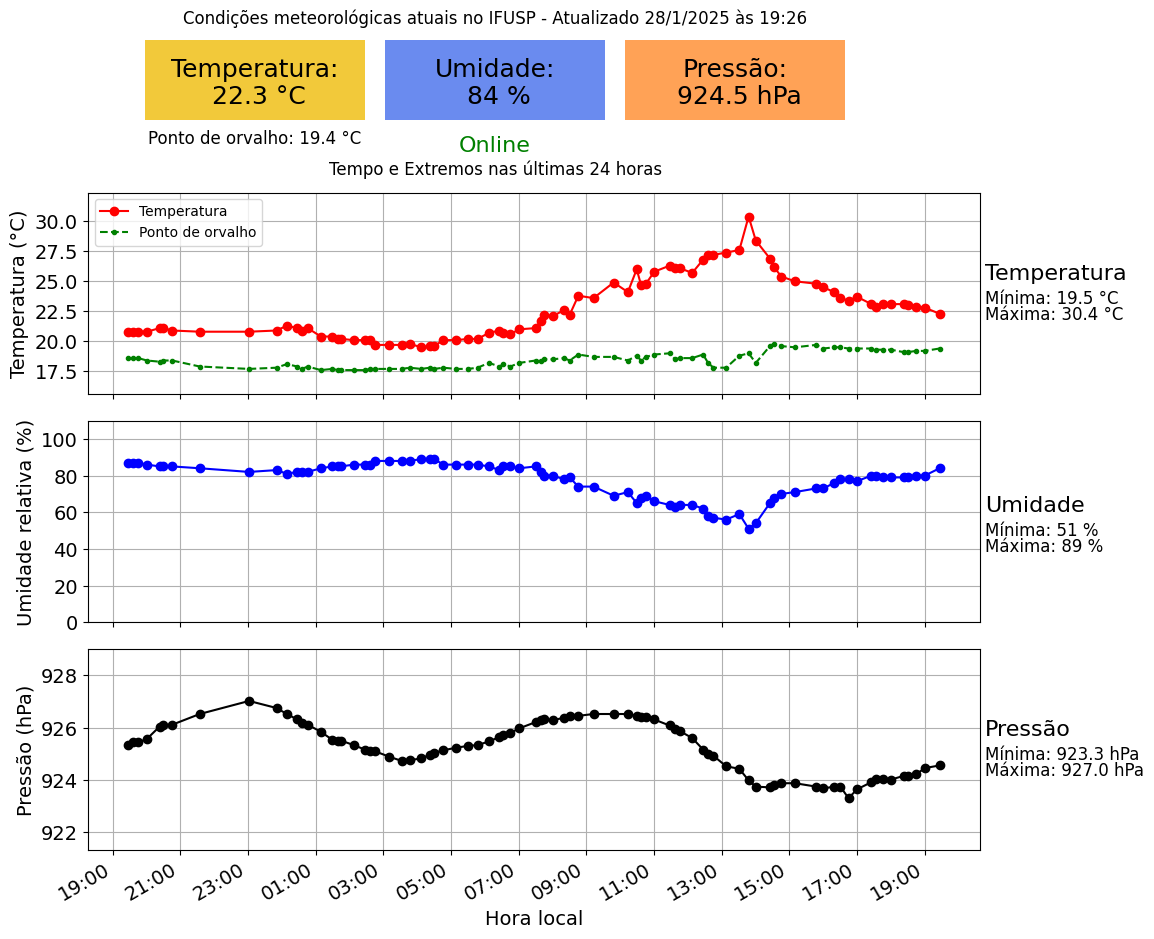 Condições meteorológicas atuais no IFUSP - Atualizado 28/1/2025 às 19:26
Temperatura:
22.3 °C
Umidade:
84 %
Pressão:
924.5 hPa
Ponto de orvalho: 19.4 °C
Online
Tempo e Extremos nas últimas 24 horas
Temperatura (°C)
30.0
27.5
25.0
22.5
20.0
17.5
Temperatura
Ponto de orvalho
Temperatura
Mínima: 19.5 °C
Máxima: 30.4 °C
Umidade relativa (%)
100
80
60
40
20
0
Umidade
Mínima: 51 %
Máxima: 89 %
Pressão (hPa)
928
926
924
922
Pressão
Mínima: 923.3 hPa
Máxima: 927.0 hPa
19:00 21:00 23:00 01:00 03:00 05:00 07:00 09:00 11:00 13:00 15:00 17:00 19:00
Hora local